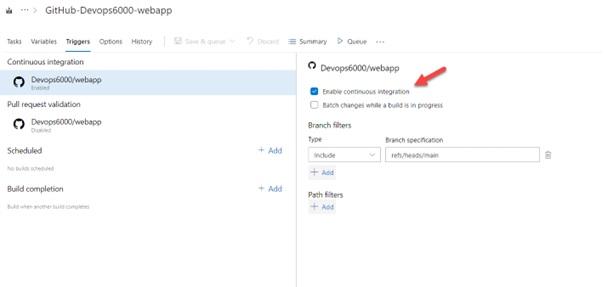 ··· > GitHub-Devops6000-webapp
Tasks Variables Triggers Options History Save & queue Discard Summary Queue ···
Continuous integration
Devops6000/webapp
Enabled
Pull request validation
Devops6000/webapp
Disabled
Scheduled + Add
No builds scheduled
Build completion + Add
Build when another build completes
Devops6000/webapp
Enable continuous integration
Batch changes while a build is in progress
Branch filters
Type Branch specification
Include refs/heads/main
+ Add
Path filters
+ Add